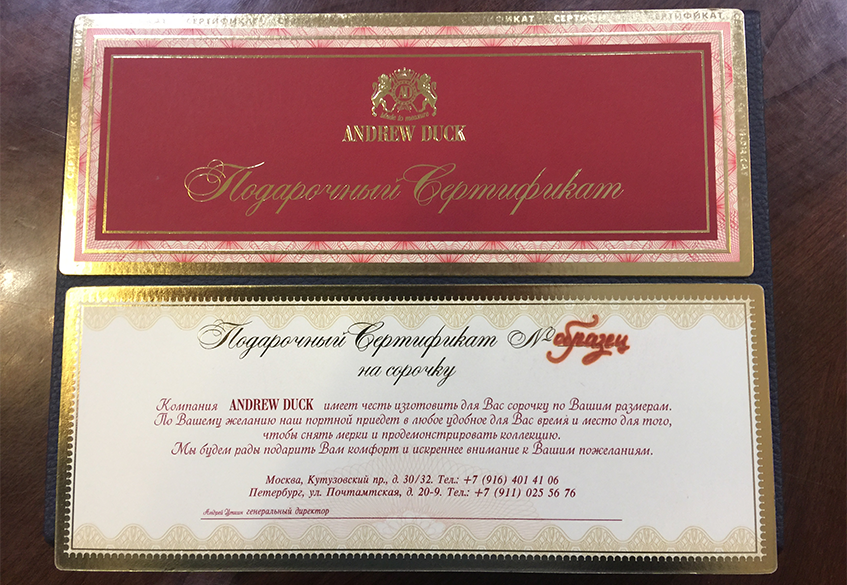 СЕРТИФИКАТ
Made to measure
ANDREW DUCK
Подарочный Сертификат
Подарочный Сертификат № образец
на сорочку
Компания ANDREW DUCK имеет честь изготовить для Вас сорочку по Вашим размерам.
По Вашему желанию наш портной приедет в любое удобное для Вас время и место для того,
чтобы снять мерки и продемонстрировать коллекцию.
Мы будем рады подарить Вам комфорт и искреннее внимание к Вашим пожеланиям.
Москва, Кутузовский пр., д. 30/32. Тел.: +7 (916) 401 41 06
Петербург, ул. Почтамтская, д. 20-9. Тел.: +7 (911) 025 56 76
Андрей генеральный директор